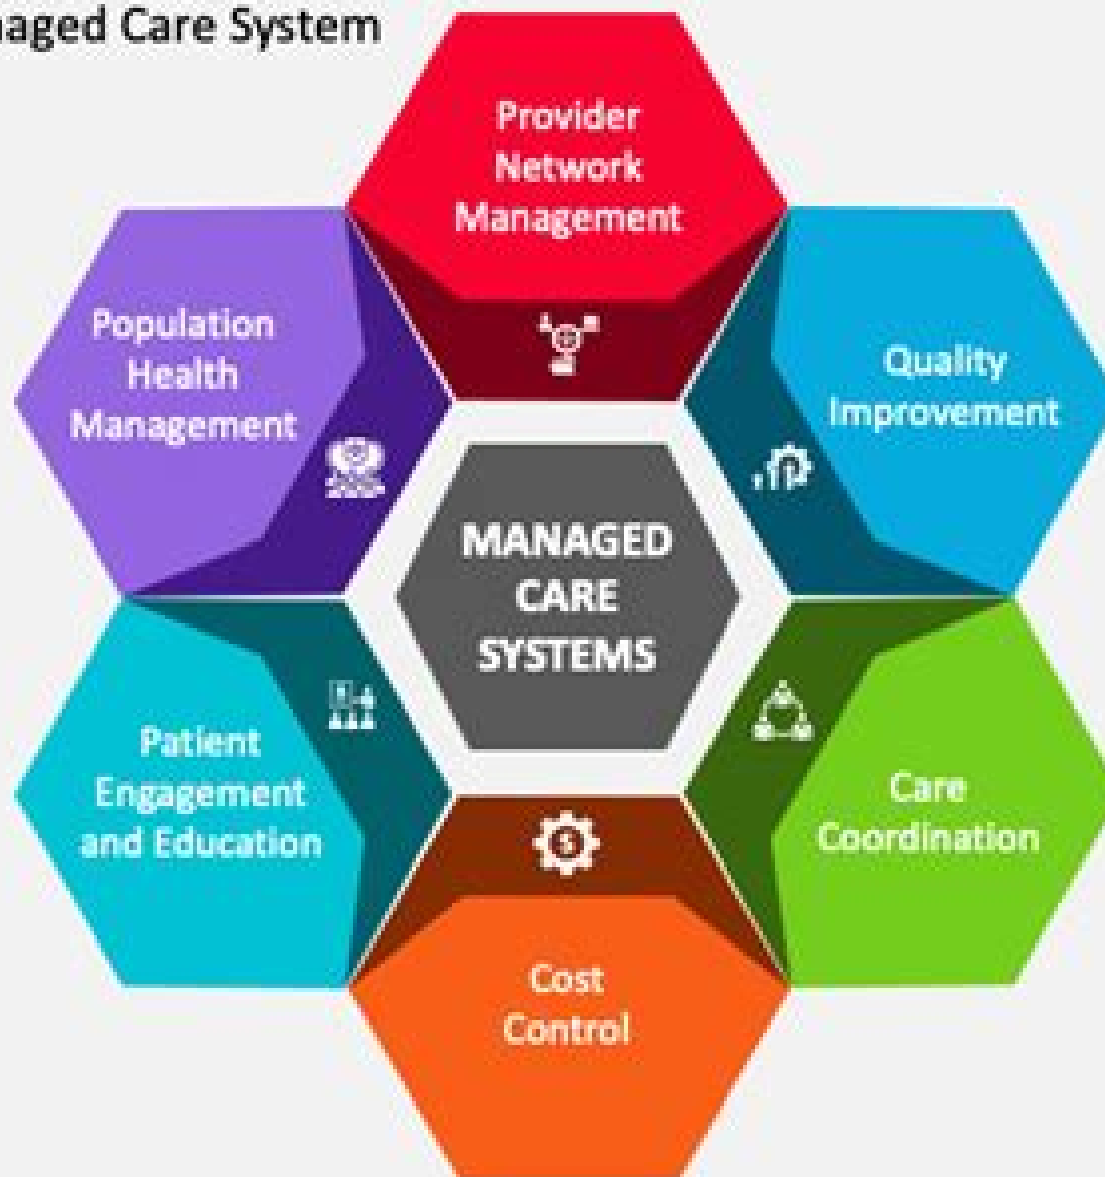 naged Care System
Provider
Network
Management
Quality
Improvement
Care
Coordination
Cost
Control
Patient
Engagement
and Education
Population
Health
Management
MANAGED
CARE
SYSTEMS
$